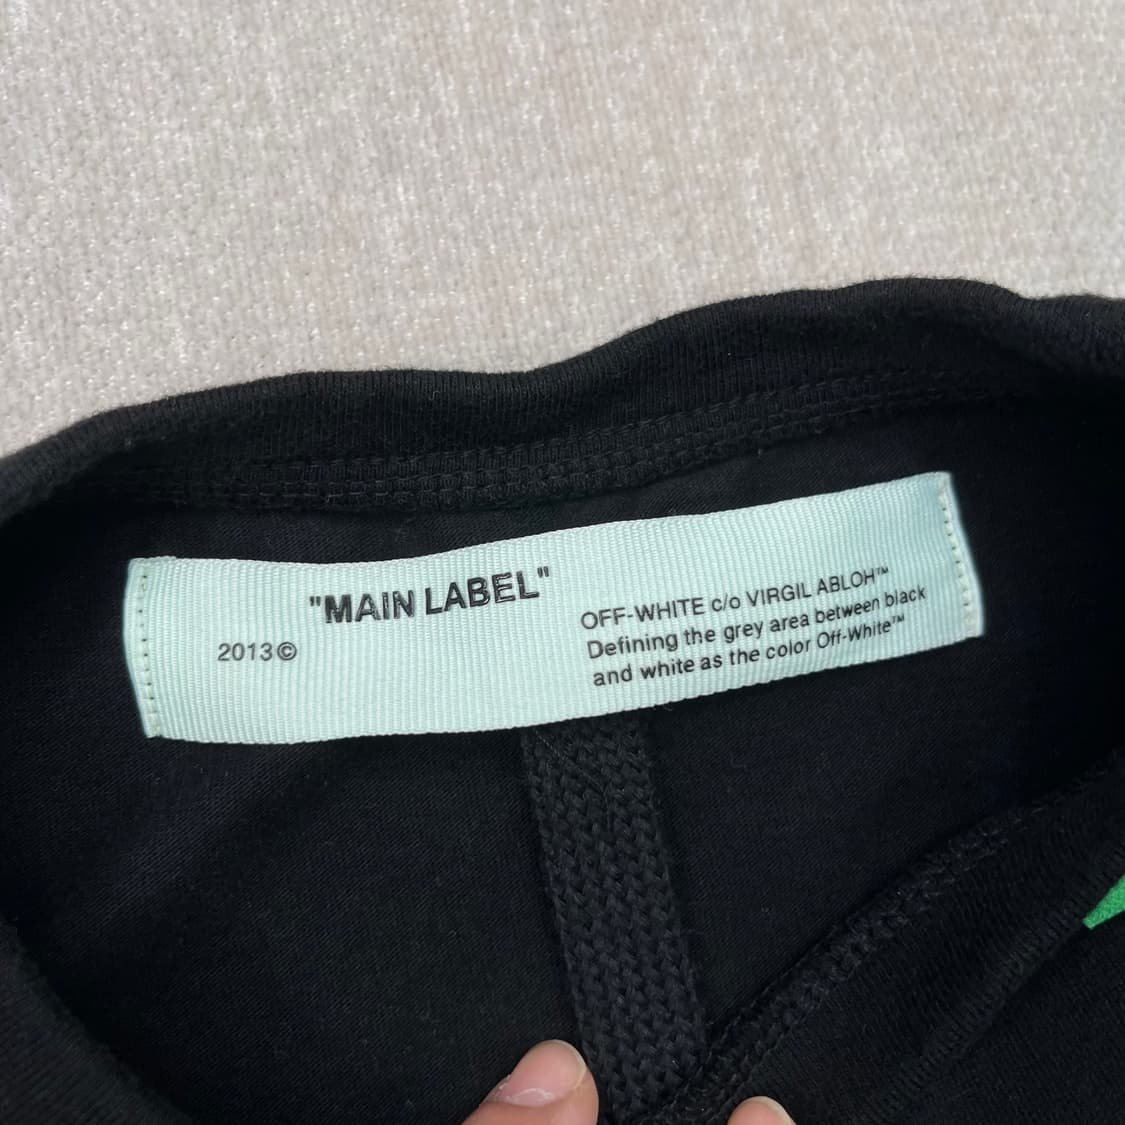 "MAIN LABEL"
2013©
OFF-WHITE c/o VIRGIL ABLOH™
Defining the grey area between black
and white as the color Off-White™